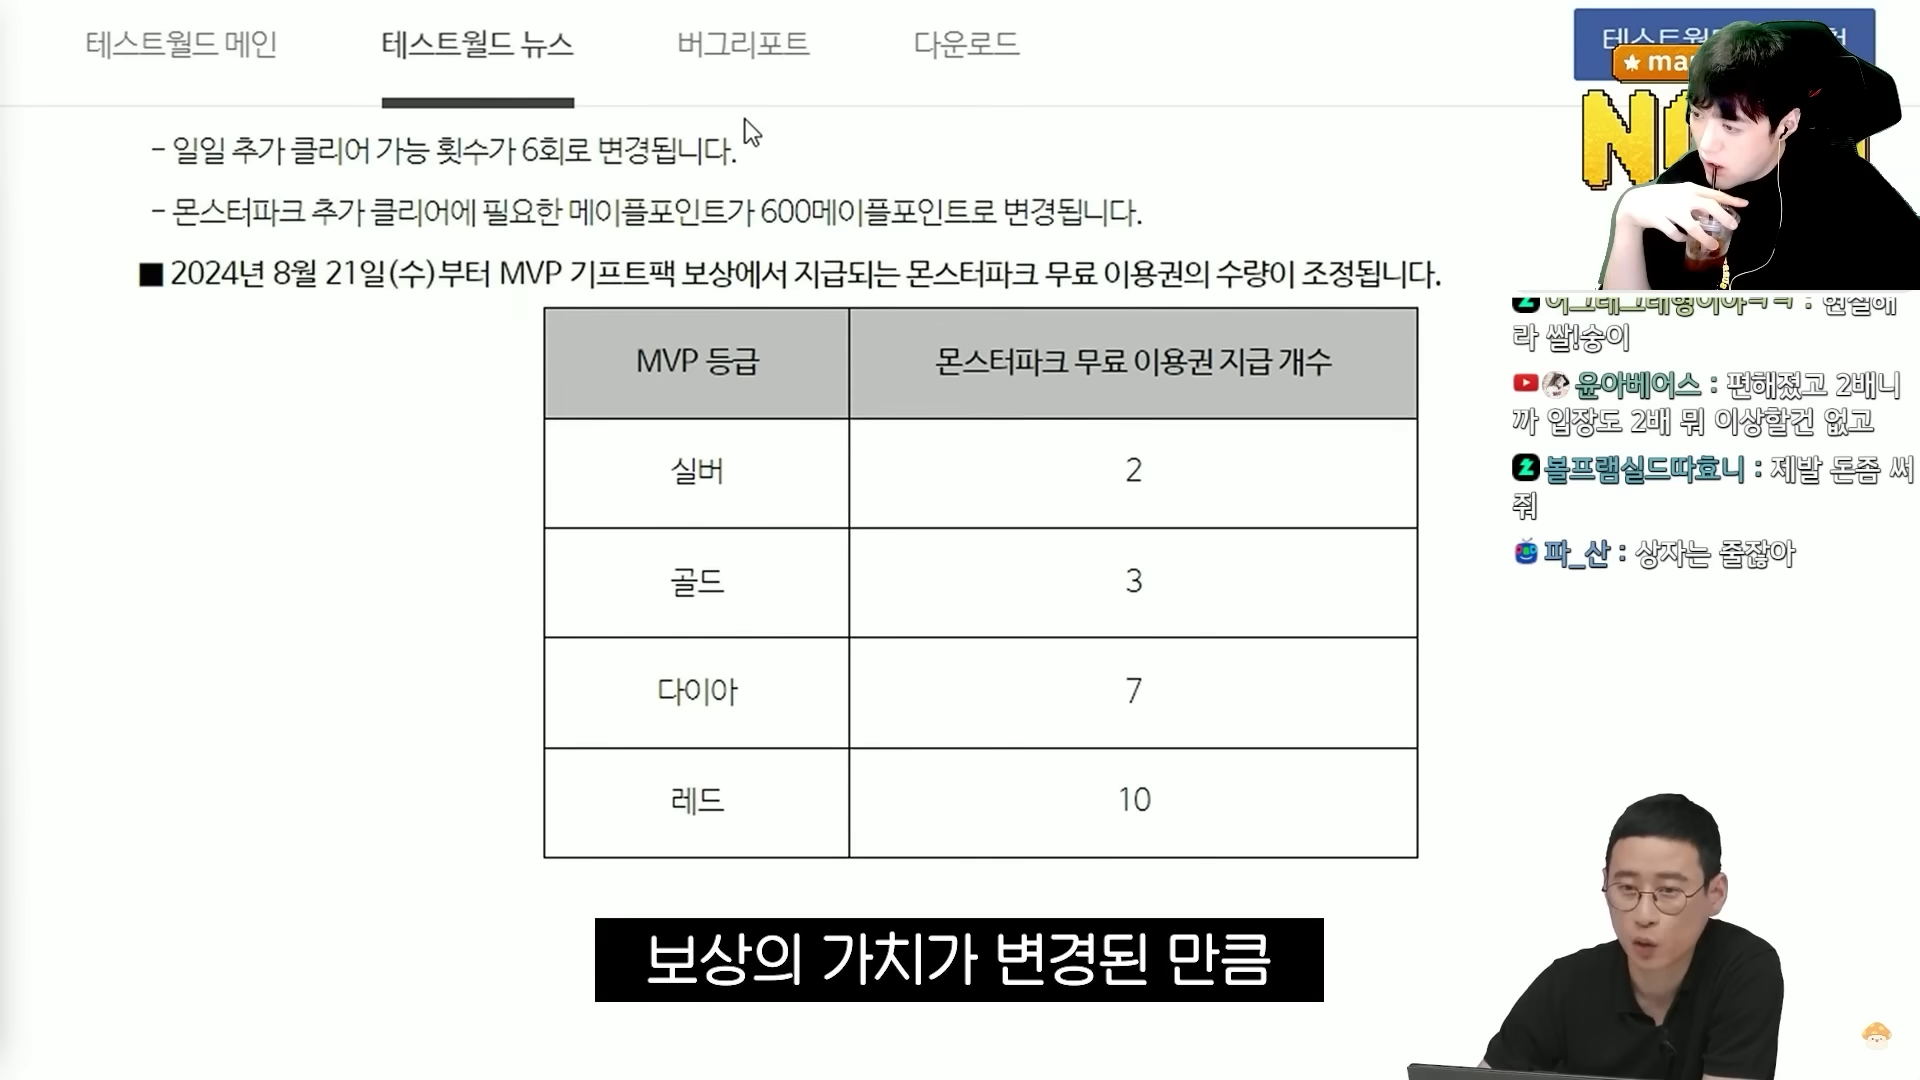 테스트월드 메인 테스트월드 뉴스 버그리포트 다운로드
- 일일 추가 클리어 가능 횟수가 6회로 변경됩니다.
- 몬스터파크 추가 클리어에 필요한 메이플포인트가 600메이플포인트로 변경됩니다.
■ 2024년 8월 21일(수)부터 MVP 기프트팩 보상에서 지급되는 몬스터파크 무료 이용권의 수량이 조정됩니다.
MVP 등급 몬스터파크 무료 이용권 지급 개수
실버 2
골드 3
다이아 7
레드 10
보상의 가치가 변경된 만큼
라 쌀!숭이
윤아베어스 : 편해졌고 2배니
까 입장도 2배 뭐 이상할건 없고
볼프램실드따효니 : 제발 돈좀 써
줘
파_산 : 상자는 줄잖아